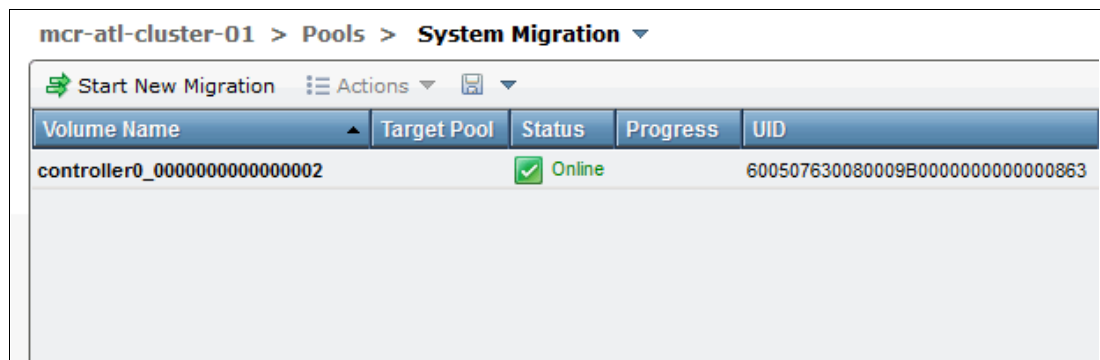 mcr-atl-cluster-01 > Pools > System Migration
Start New Migration Actions
Volume Name Target Pool Status Progress UID
controller0_0000000000000002 Online 600507630080009B0000000000000863